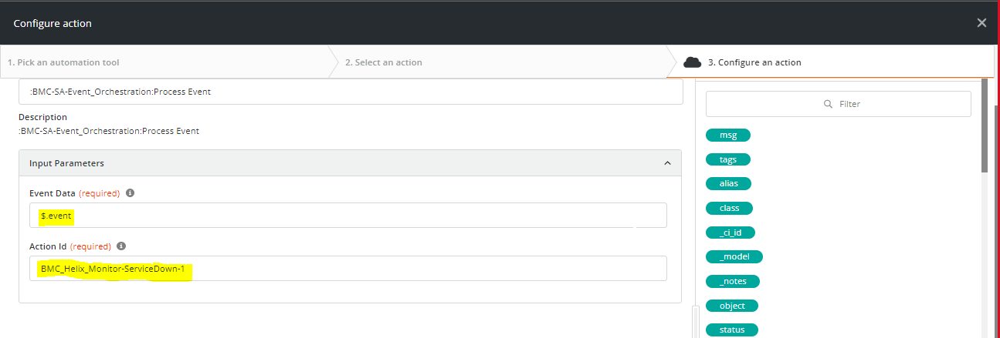 Configure action
1. Pick an automation tool
2. Select an action
3. Configure an action
:BMC-SA-Event_Orchestration:Process Event
Description
:BMC-SA-Event_Orchestration:Process Event
Input Parameters
Event Data (required)
$.event
Action Id (required)
BMC_Helix_Monitor-ServiceDown-1
Filter
msg
tags
alias
class
_ci_id
_model
_notes
object
status